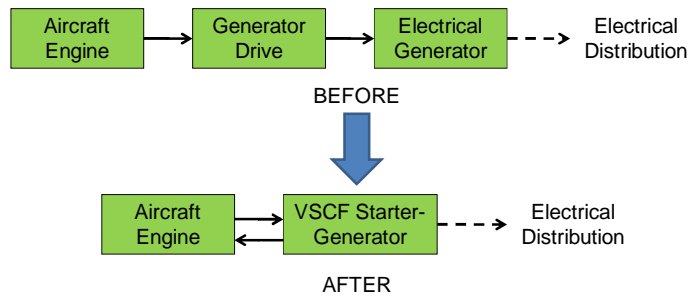 Aircraft
Engine
Generator
Drive
Electrical
Generator
Electrical
Distribution
BEFORE
Aircraft
Engine
VSCF Starter-
Generator
Electrical
Distribution
AFTER